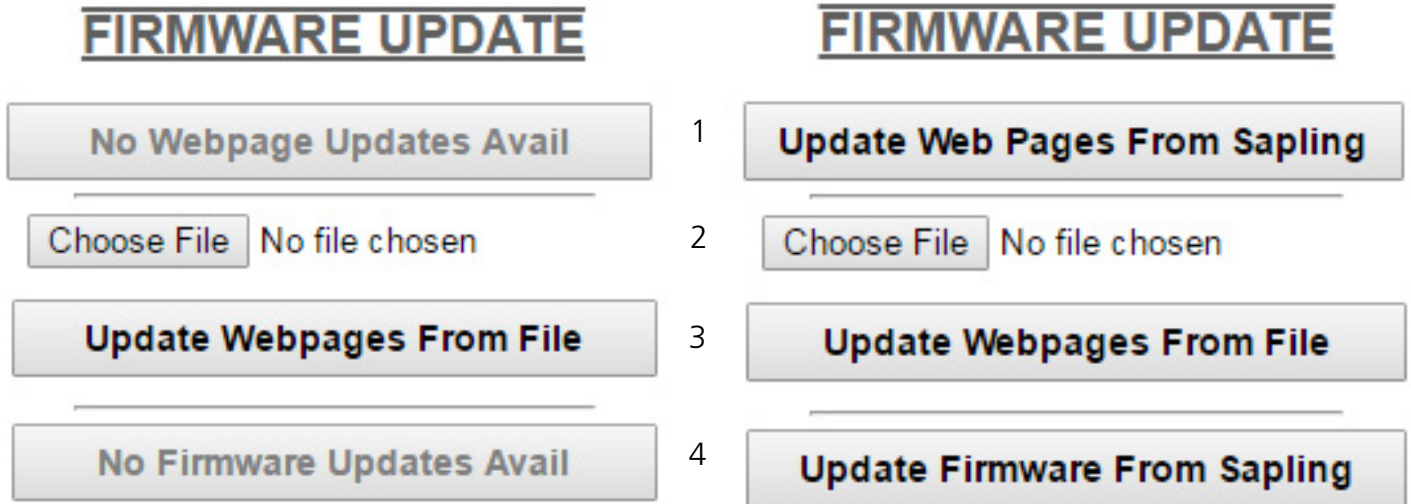 FIRMWARE UPDATE
No Webpage Updates Avail
Choose File No file chosen
Update Webpages From File
No Firmware Updates Avail
1
2
3
4
FIRMWARE UPDATE
Update Web Pages From Sapling
Choose File No file chosen
Update Webpages From File
Update Firmware From Sapling